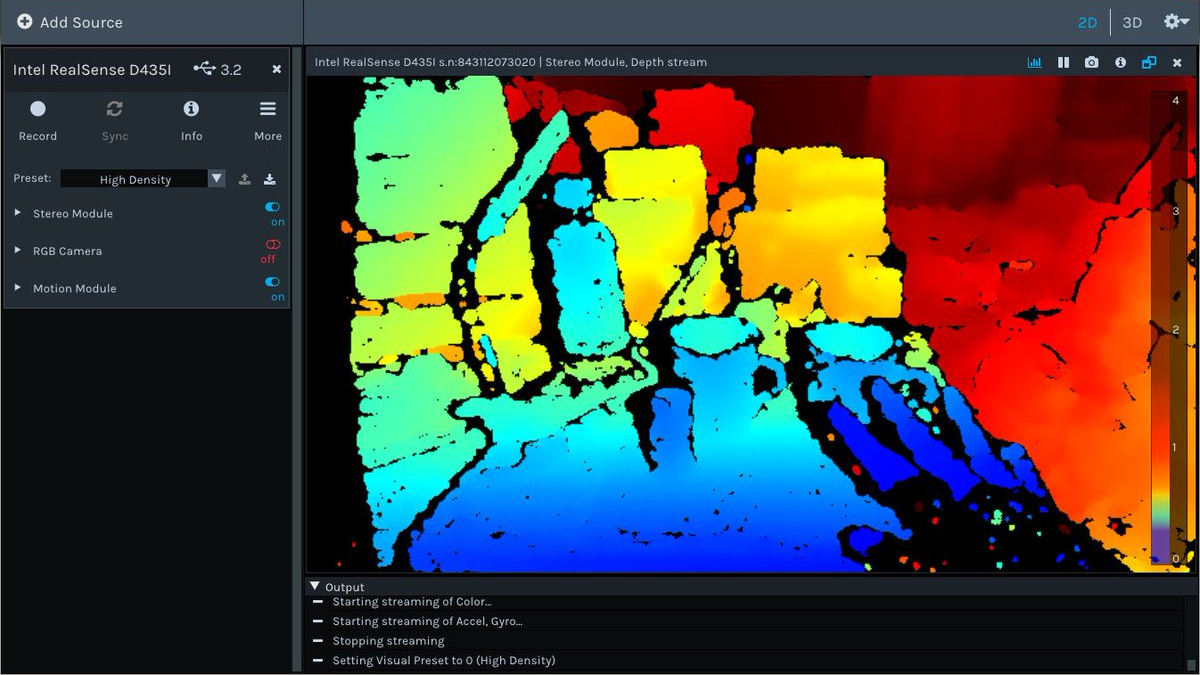 Add Source
2D
3D
Intel RealSense D435I
3.2
Record
Sync
Info
More
Preset:
High Density
Stereo Module
on
RGB Camera
off
Motion Module
on
Intel RealSense D435I s.n:843112073020 | Stereo Module, Depth stream
4
3
2
1
0
Output
Starting streaming of Color...
Starting streaming of Accel, Gyro...
Stopping streaming
Setting Visual Preset to 0 (High Density)